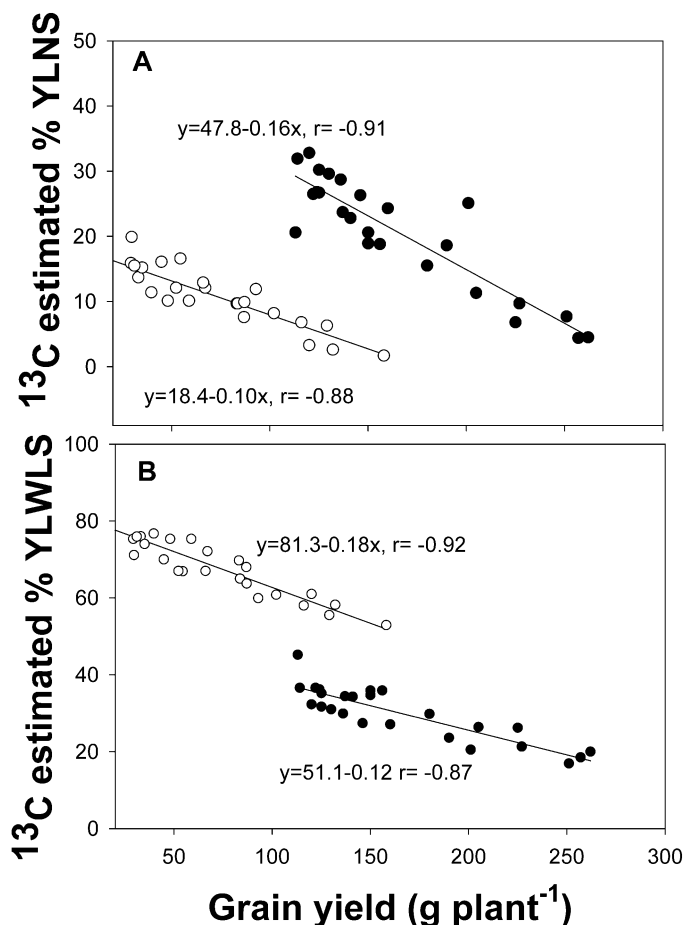 50
A
40
y=47.8-0.16x, r= -0.91
30
20
10
0
y=18.4-0.10x, r= -0.88
13C estimated % YLNS
100
B
80
y=81.3-0.18x, r= -0.92
60
40
20
y=51.1-0.12 r= -0.87
0
13C estimated % YLWLS
50 100 150 200 250 300
Grain yield (g plant-1)